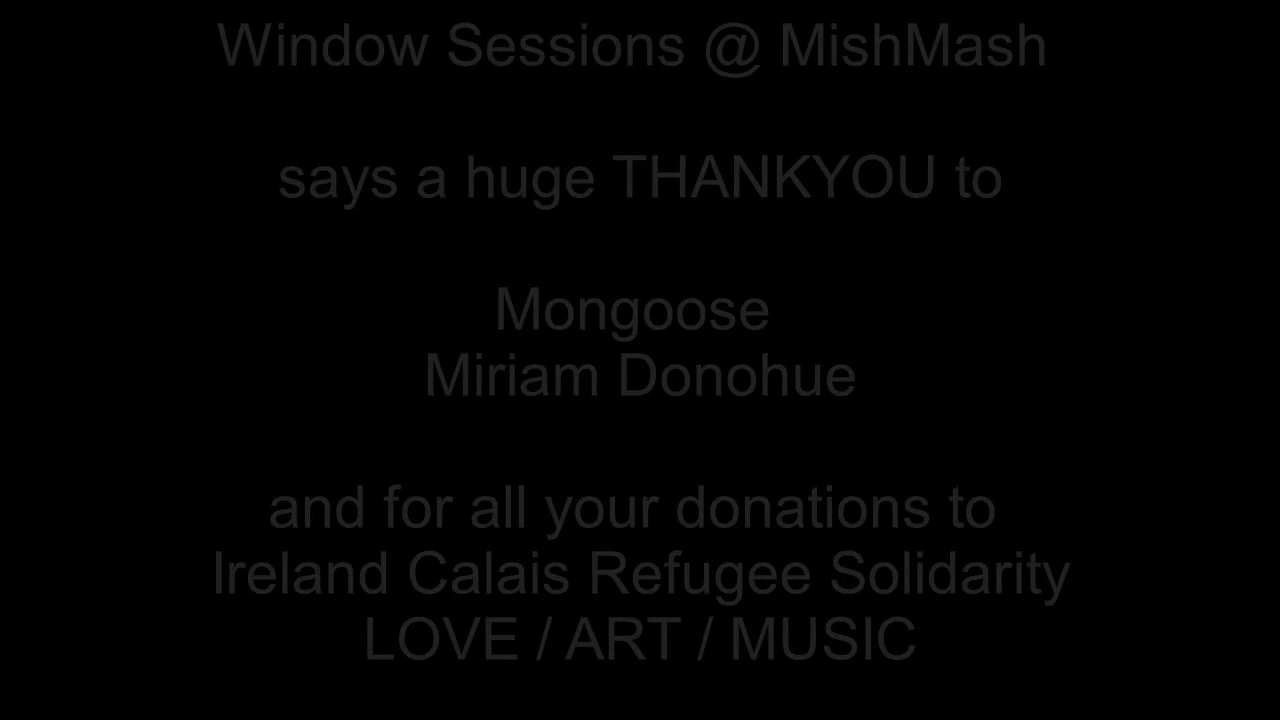 Window Sessions @ MishMash
says a huge THANKYOU to
Mongoose
Miriam Donohue
and for all your donations to
Ireland Calais Refugee Solidarity
LOVE / ART / MUSIC